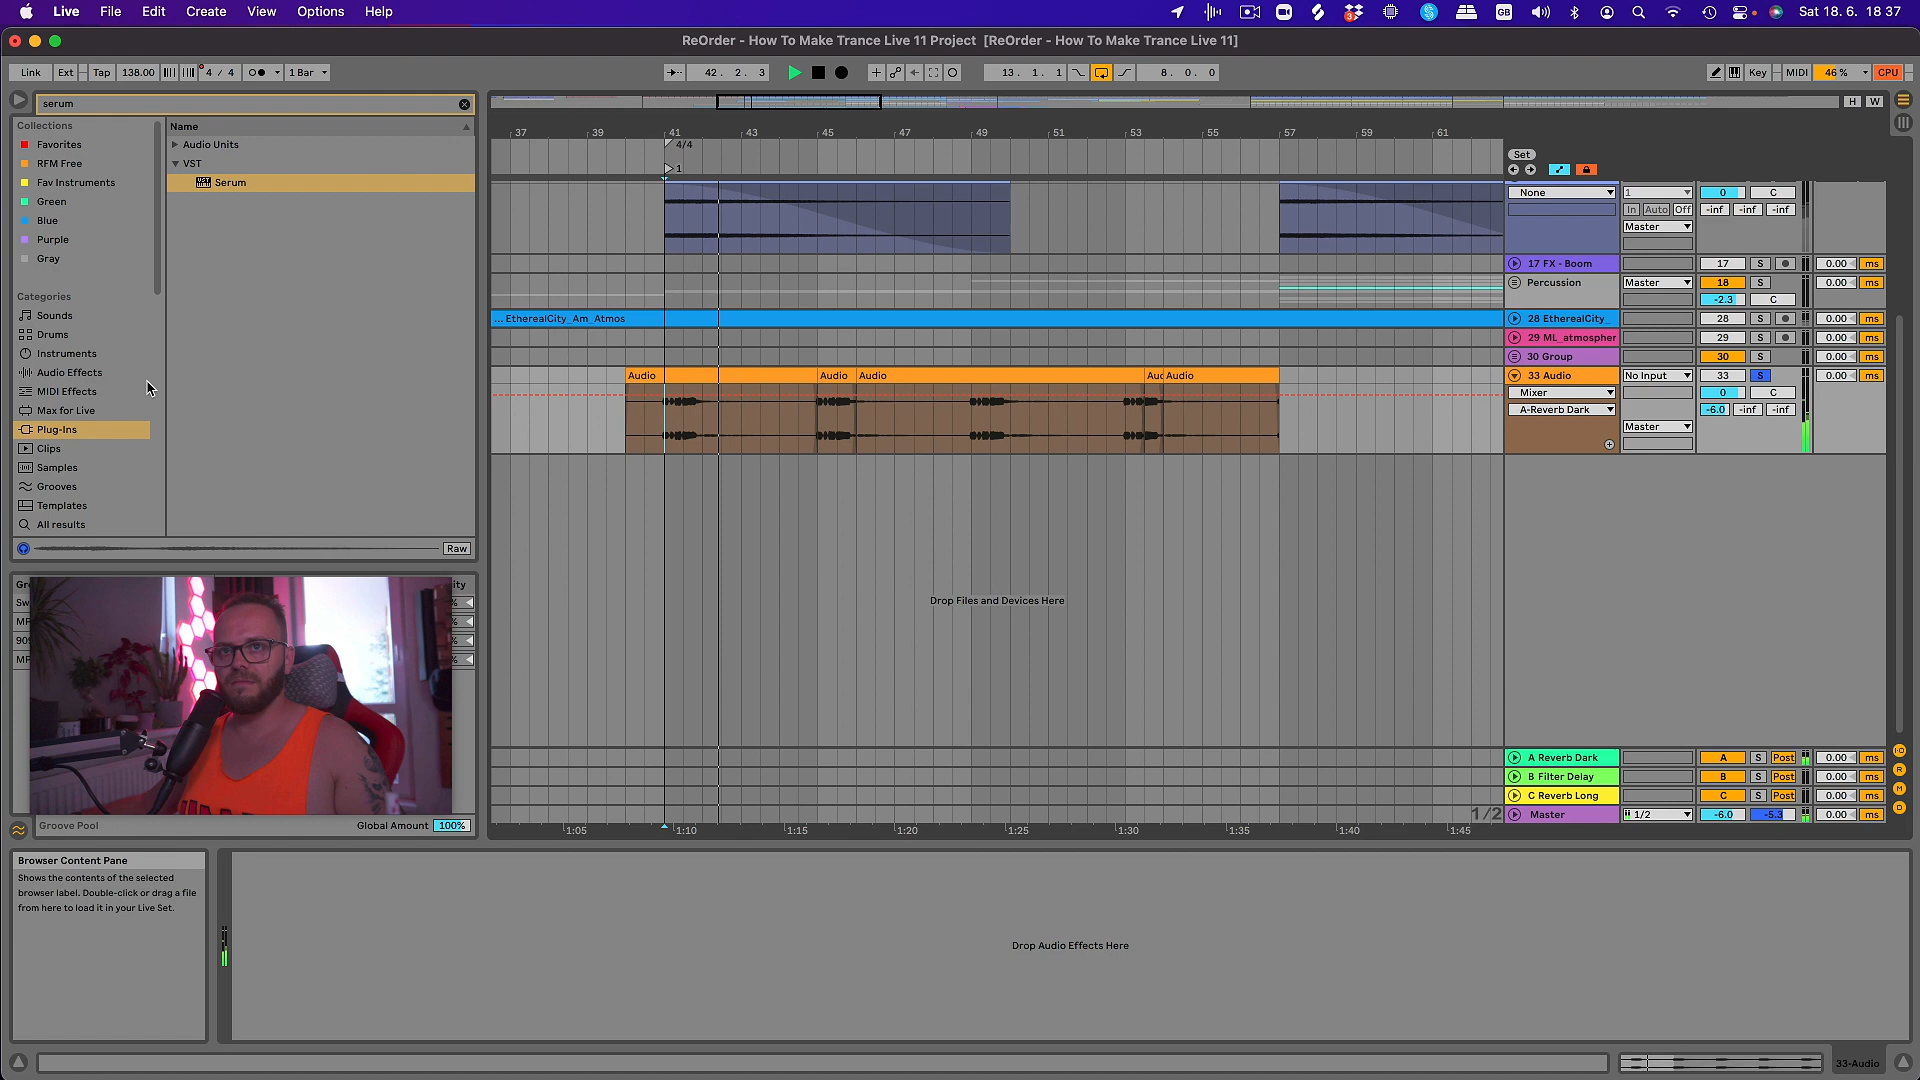 Live File Edit Create View Options Help
GB Sat 18. 6. 18 37
ReOrder - How To Make Trance Live 11 Project [ReOrder - How To Make Trance Live 11]
Link Ext Tap 138.00 4 / 4 1 Bar 42. 2. 3 13. 1. 1 8. 0. 0 Key MIDI 46 % CPU
serum
H W
Collections
Favorites
RFM Free
Fav Instruments
Green
Blue
Purple
Gray
Categories
Sounds
Drums
Instruments
Audio Effects
MIDI Effects
Max for Live
Plug-Ins
Clips
Samples
Grooves
Templates
All results
Name
Audio Units
VST
Serum
Raw
37 39 41 43 45 47 49 51 53 55 57 59 61
4/4
1
Set
None 1 0 C
In Auto Off -inf -inf -inf
Master
17 FX - Boom 17 S 0.00 ms
Percussion Master 18 S 0.00 ms
-2.3 C
... EtherealCity_Am_Atmos 28 EtherealCity_ 28 S 0.00 ms
29 ML_atmospher 29 S 0.00 ms
30 Group 30 S 0.00 ms
Audio Audio Audio Auc Audio 33 Audio No Input 33 S 0.00 ms
Mixer 0 C
A-Reverb Dark -6.0 -inf -inf
Master
Drop Files and Devices Here
A Reverb Dark A S Post 0.00 ms
B Filter Delay B S Post 0.00 ms
C Reverb Long C S Post 0.00 ms
1/2 Master 1/2 -6.0 -5.3 0.00 ms
1:05 1:10 1:15 1:20 1:25 1:30 1:35 1:40 1:45
Groove Pool Global Amount 100%
Browser Content Pane
Shows the contents of the selected
browser label. Double-click or drag a file
from here to load it in your Live Set.
Drop Audio Effects Here
33-Audio